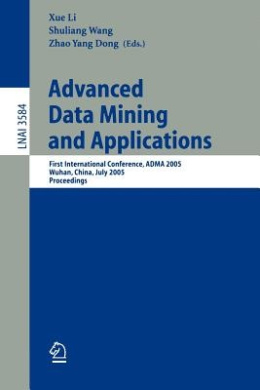 Xue Li
Shuliang Wang
Zhao Yang Dong (Eds.)
LNAI 3584
Advanced
Data Mining
and Applications
First International Conference, ADMA 2005
Wuhan, China, July 2005
Proceedings